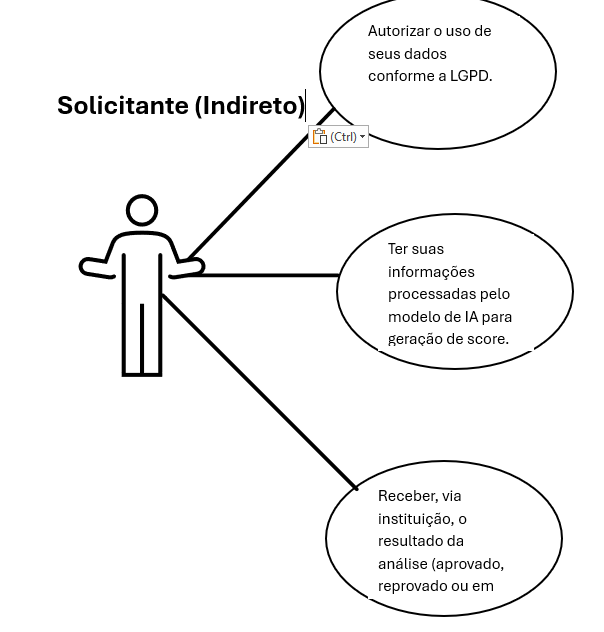 Autorizar o uso de
seus dados
conforme a LGPD.
Solicitante (Indireto)
(Ctrl)
Ter suas
informações
processadas pelo
modelo de IA para
geração de score.
Receber, via
instituição, o
resultado da
análise (aprovado,
reprovado ou em